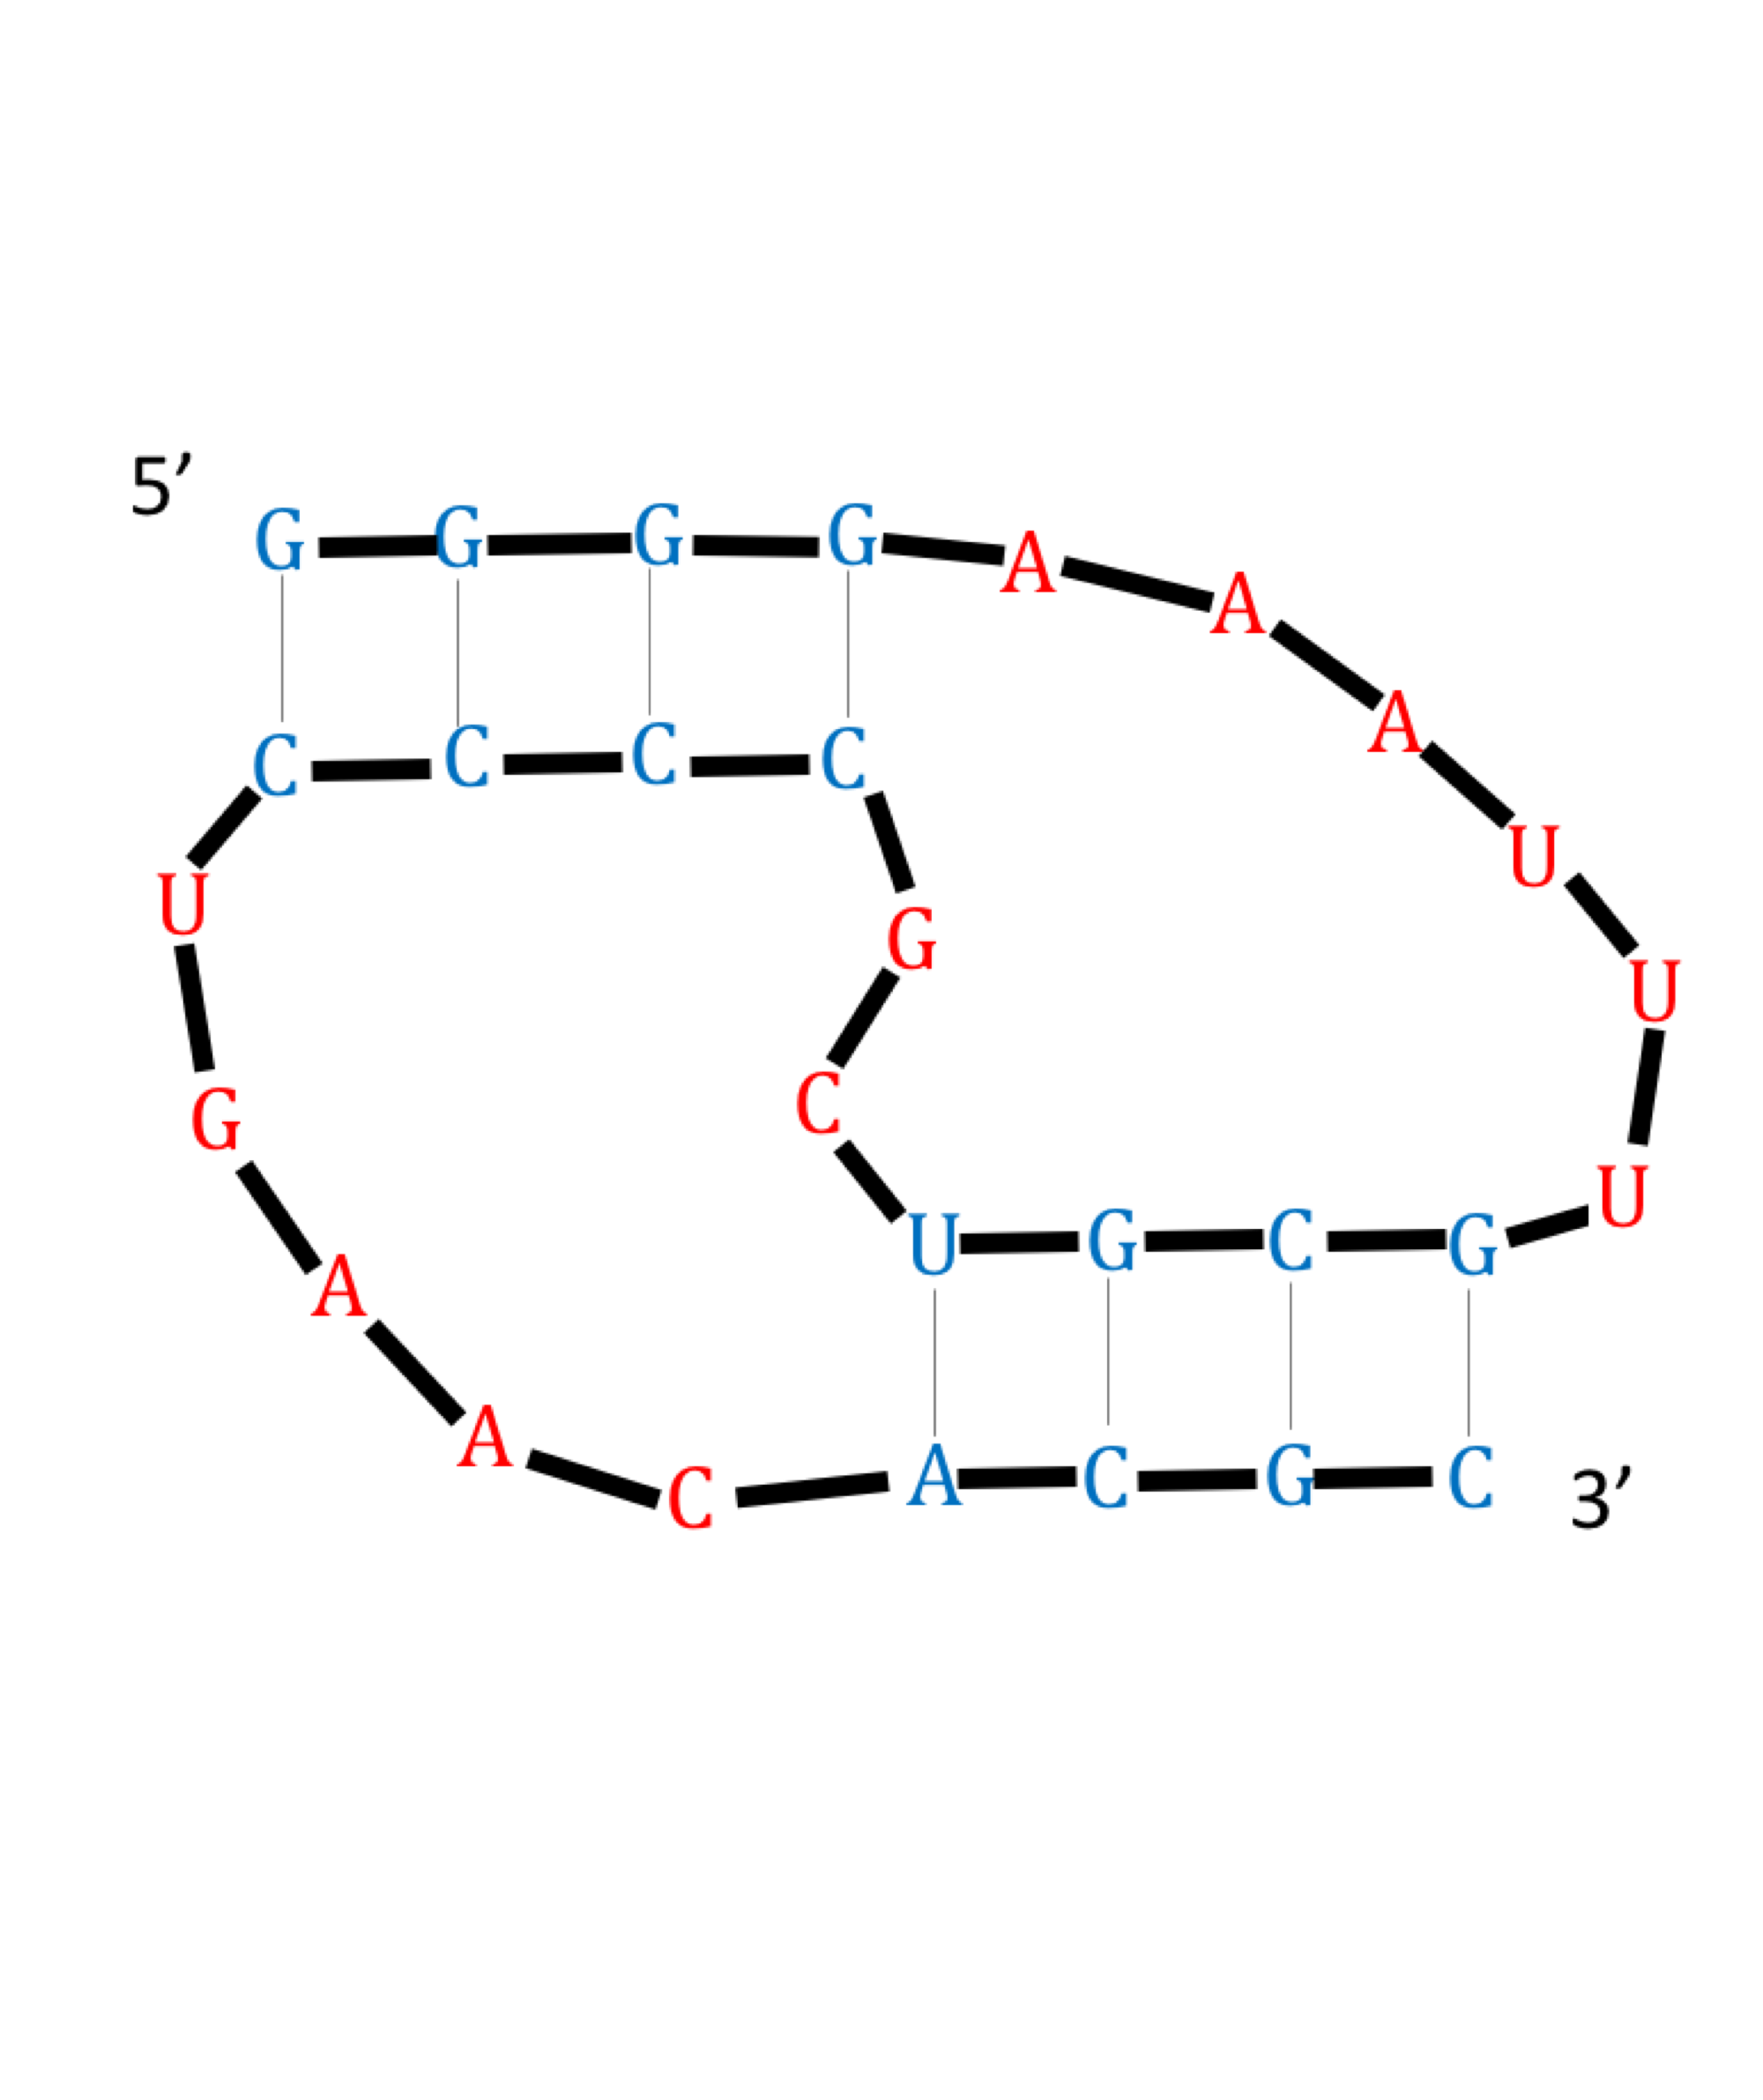 5’
G G G G A A A U U U
C C C C
U G
G C
U G C G
A A C A C G C
3’